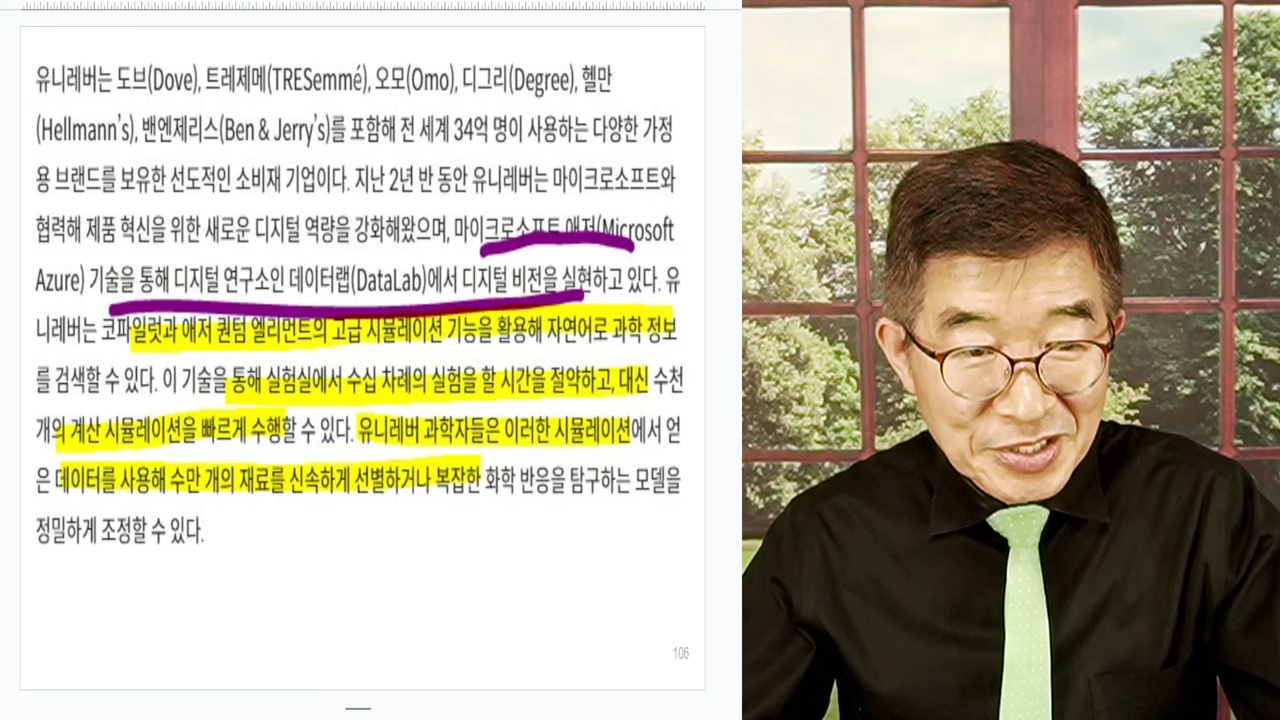 유니레버는 도브(Dove), 트레제메(TRESemmé), 오모(Omo), 디그리(Degree), 헬만
(Hellmann's), 밴엔제리스(Ben & Jerry's)를 포함해 전 세계 34억 명이 사용하는 다양한 가정
용 브랜드를 보유한 선도적인 소비재 기업이다. 지난 2년 반 동안 유니레버는 마이크로소프트와
협력해 제품 혁신을 위한 새로운 디지털 역량을 강화해왔으며, 마이크로소프트 애저(Microsoft
Azure) 기술을 통해 디지털 연구소인 데이터랩(DataLab)에서 디지털 비전을 실현하고 있다. 유
니레버는 코파일럿과 애저 퀀텀 엘리먼트의 고급 시뮬레이션 기능을 활용해 자연어로 과학 정보
를 검색할 수 있다. 이 기술을 통해 실험실에서 수십 차례의 실험을 할 시간을 절약하고, 대신 수천
개의 계산 시뮬레이션을 빠르게 수행할 수 있다. 유니레버 과학자들은 이러한 시뮬레이션에서 얻
은 데이터를 사용해 수만 개의 재료를 신속하게 선별하거나 복잡한 화학 반응을 탐구하는 모델을
정밀하게 조정할 수 있다.
106